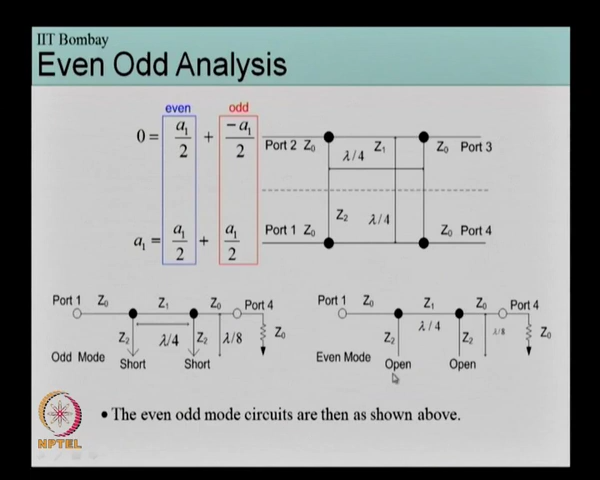 IIT Bombay
Even Odd Analysis
even odd
0 = a₁/2 + -a₁/2
a₁ = a₁/2 + a₁/2
Port 2 Z₀
λ/4 Z₁
Z₀ Port 3
Z₂ λ/4
Port 1 Z₀
Z₀ Port 4
Port 1 Z₀ Z₁ Z₀ Port 4
Z₂ λ/4 Z₂ λ/8 Z₀
Odd Mode Short Short
Port 1 Z₀ Z₁ Z₀ Port 4
λ/4 λ/8 Z₀
Z₂ Z₂
Even Mode Open Open
• The even odd mode circuits are then as shown above.
NPTEL